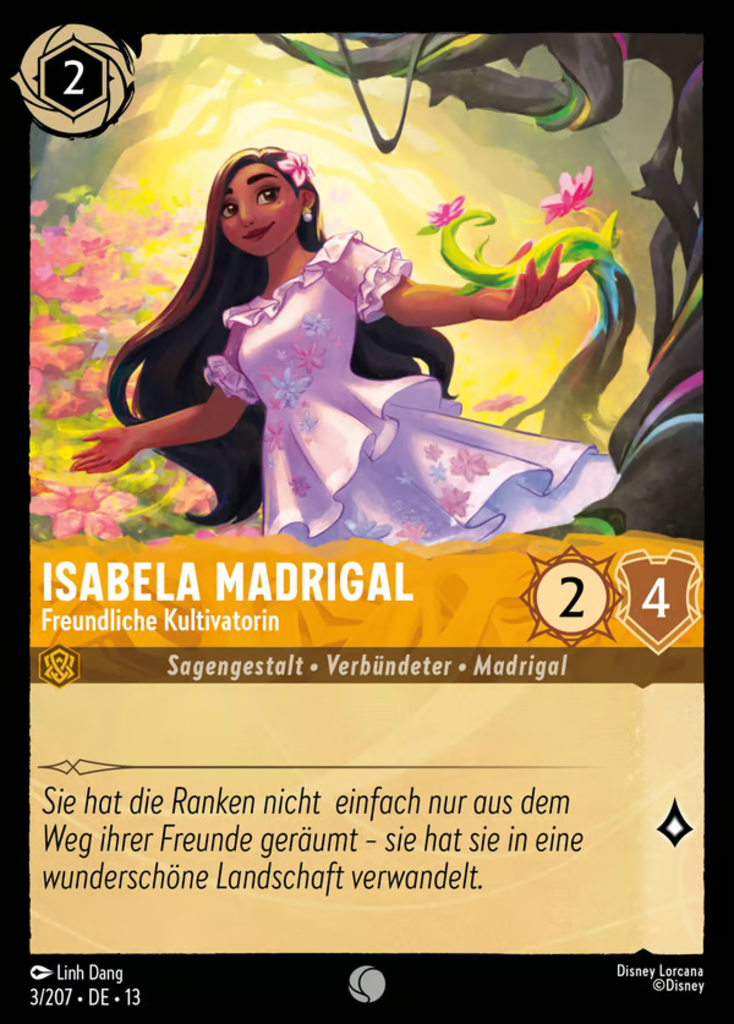 2
ISABELA MADRIGAL
Freundliche Kultivatorin
2
4
Sagengestalt • Verbündeter • Madrigal
Sie hat die Ranken nicht einfach nur aus dem
Weg ihrer Freunde geräumt – sie hat sie in eine
wunderschöne Landschaft verwandelt.
Linh Dang
3/207 • DE • 13
Disney Lorcana
©Disney